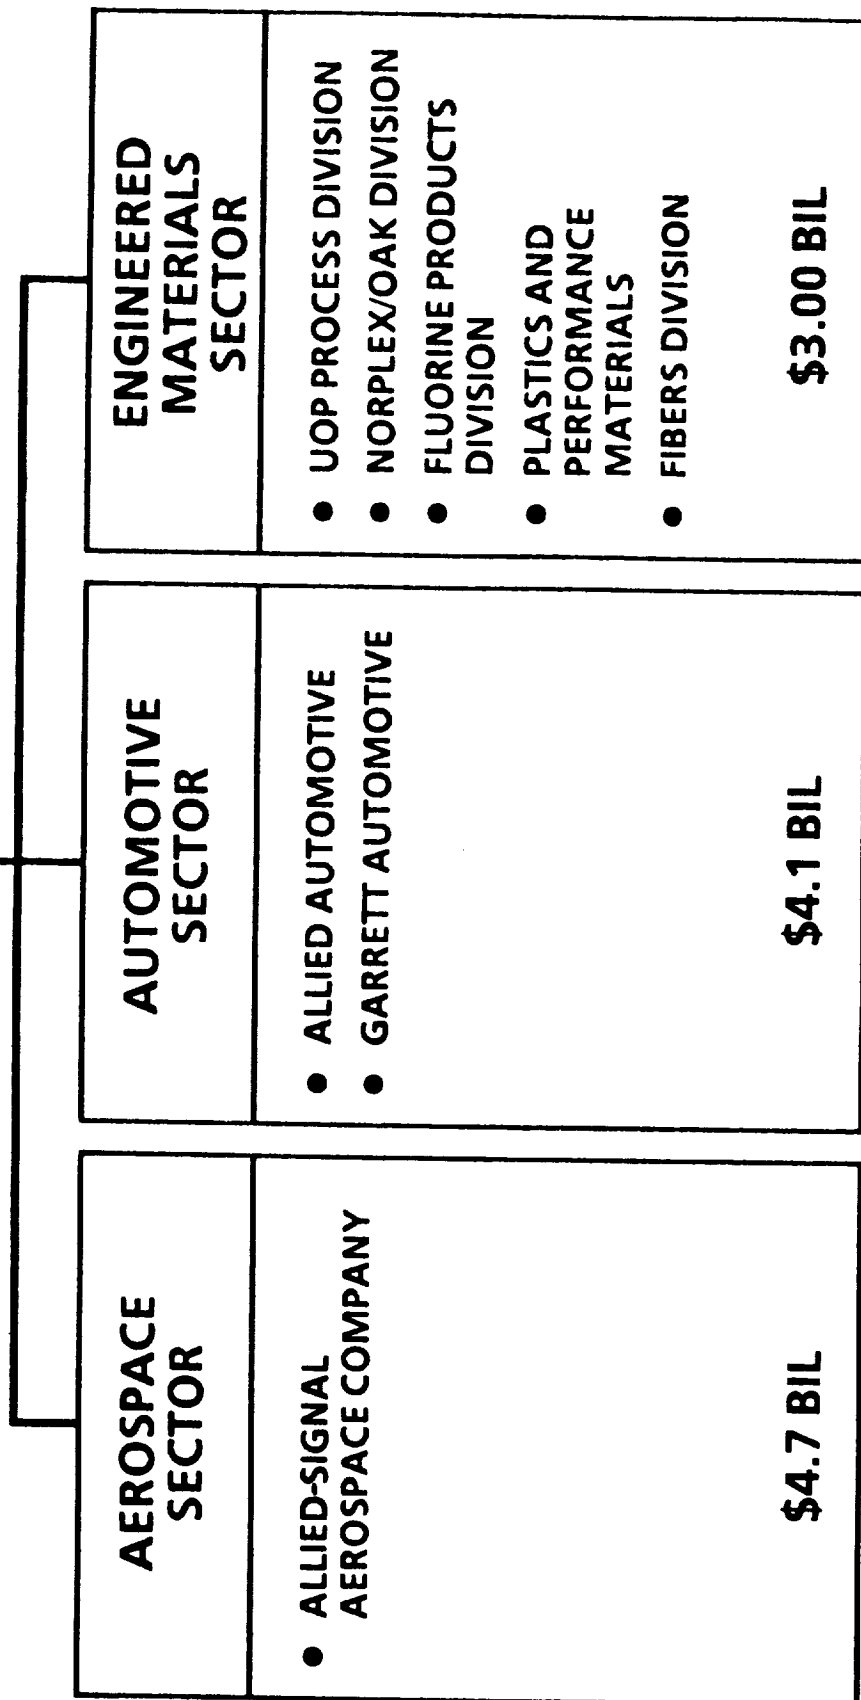 AEROSPACE
SECTOR
• ALLIED-SIGNAL
AEROSPACE COMPANY
$4.7 BIL
AUTOMOTIVE
SECTOR
• ALLIED AUTOMOTIVE
• GARRETT AUTOMOTIVE
$4.1 BIL
ENGINEERED
MATERIALS
SECTOR
• UOP PROCESS DIVISION
• NORPLEX/OAK DIVISION
• FLUORINE PRODUCTS
DIVISION
• PLASTICS AND
PERFORMANCE
MATERIALS
• FIBERS DIVISION
$3.00 BIL